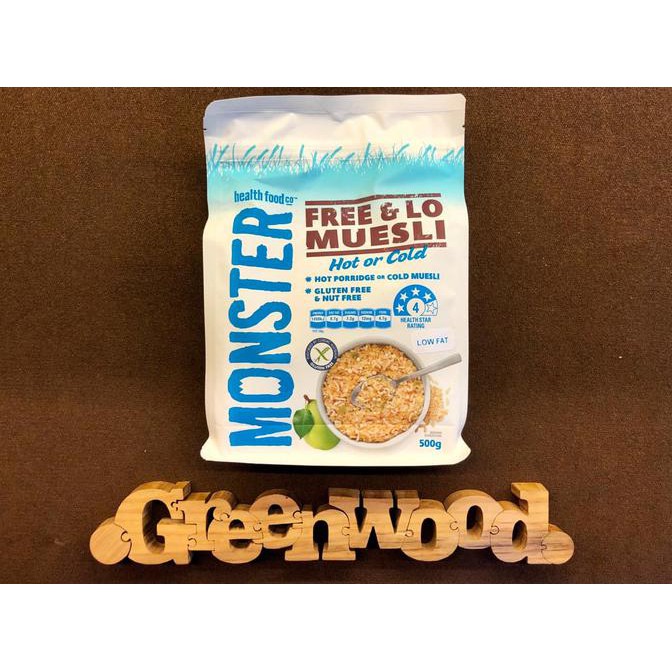 MONSTER
health food co™
FREE & LO
MUESLI
Hot or Cold
HOT PORRIDGE OR COLD MUESLI
GLUTEN FREE
& NUT FREE
4
HEALTH STAR
RATING
LOW FAT
500g
Greenwood